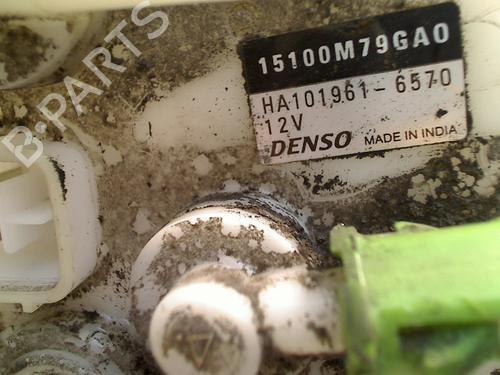 B-PARTS
15100M79GA0
HA101961-6570
12V
DENSO MADE IN INDIA